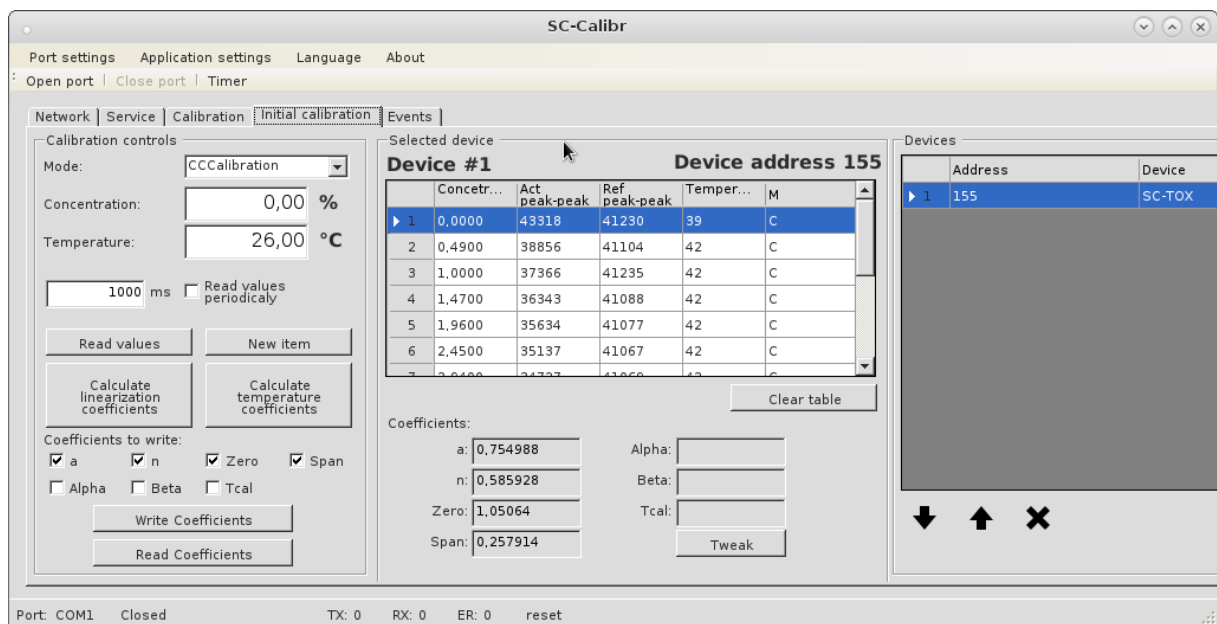 SC-Calibr
Port settings Application settings Language About
Open port Close port Timer
Network Service Calibration Initial calibration Events
Calibration controls
Mode: CCCalibration
Concentration: 0,00 %
Temperature: 26,00 °C
1000 ms Read values periodicaly
Read values New item
Calculate linearization coefficients Calculate temperature coefficients
Coefficients to write:
a n Zero Span
Alpha Beta Tcal
Write Coefficients
Read Coefficients
Selected device
Device #1 Device address 155
Concetr... Act peak-peak Ref peak-peak Temper... M
1 0,0000 43318 41230 39 C
2 0,4900 38856 41104 42 C
3 1,0000 37366 41235 42 C
4 1,4700 36343 41088 42 C
5 1,9600 35634 41077 42 C
6 2,4500 35137 41067 42 C
Clear table
Coefficients:
a: 0,754988 Alpha:
n: 0,585928 Beta:
Zero: 1,05064 Tcal:
Span: 0,257914 Tweak
Devices
Address Device
1 155 SC-TOX
Port: COM1 Closed TX: 0 RX: 0 ER: 0 reset